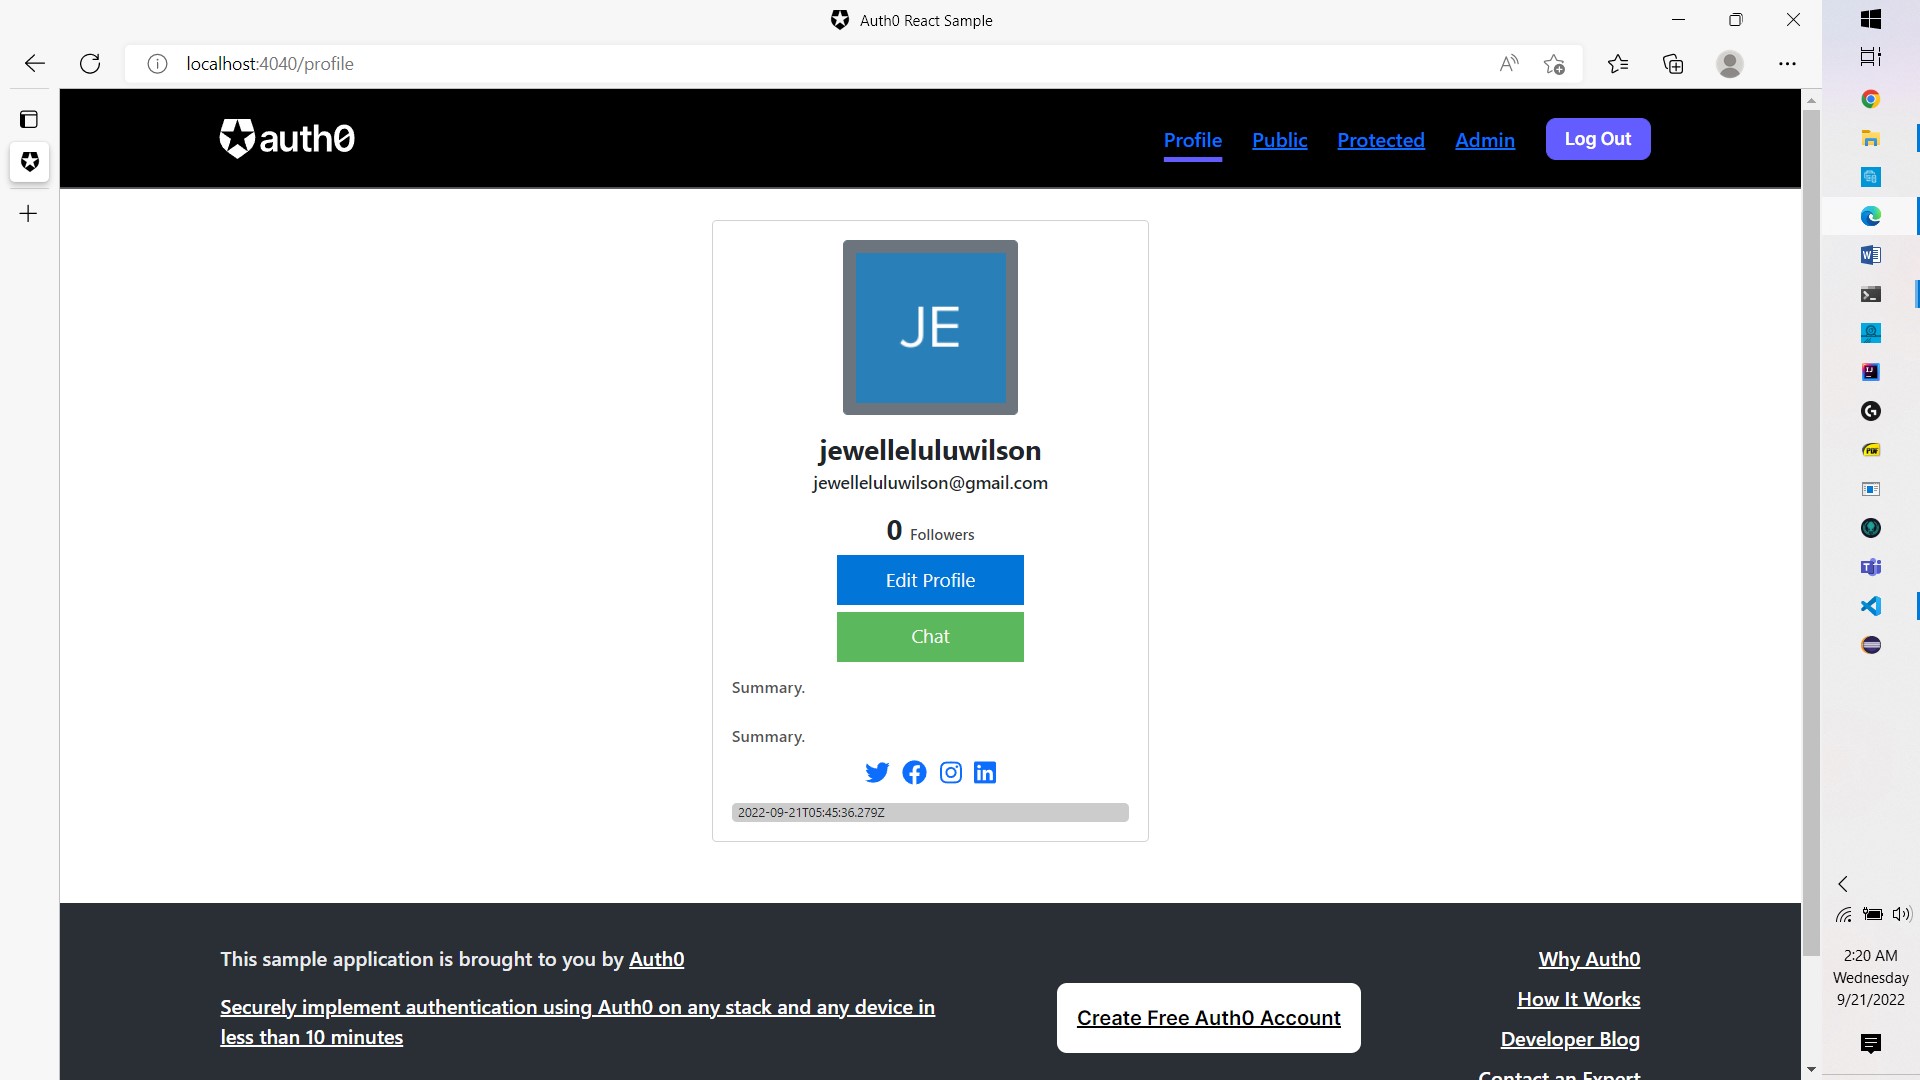 Auth0 React Sample
localhost:4040/profile
auth0
Profile Public Protected Admin Log Out
JE
jewelleluluwilson
jewelleluluwilson@gmail.com
0 Followers
Edit Profile
Chat
Summary.
Summary.
2022-09-21T05:45:36.279Z
This sample application is brought to you by Auth0
Securely implement authentication using Auth0 on any stack and any device in
less than 10 minutes
Create Free Auth0 Account
Why Auth0
How It Works
Developer Blog
Contact an Expert
2:20 AM
Wednesday
9/21/2022